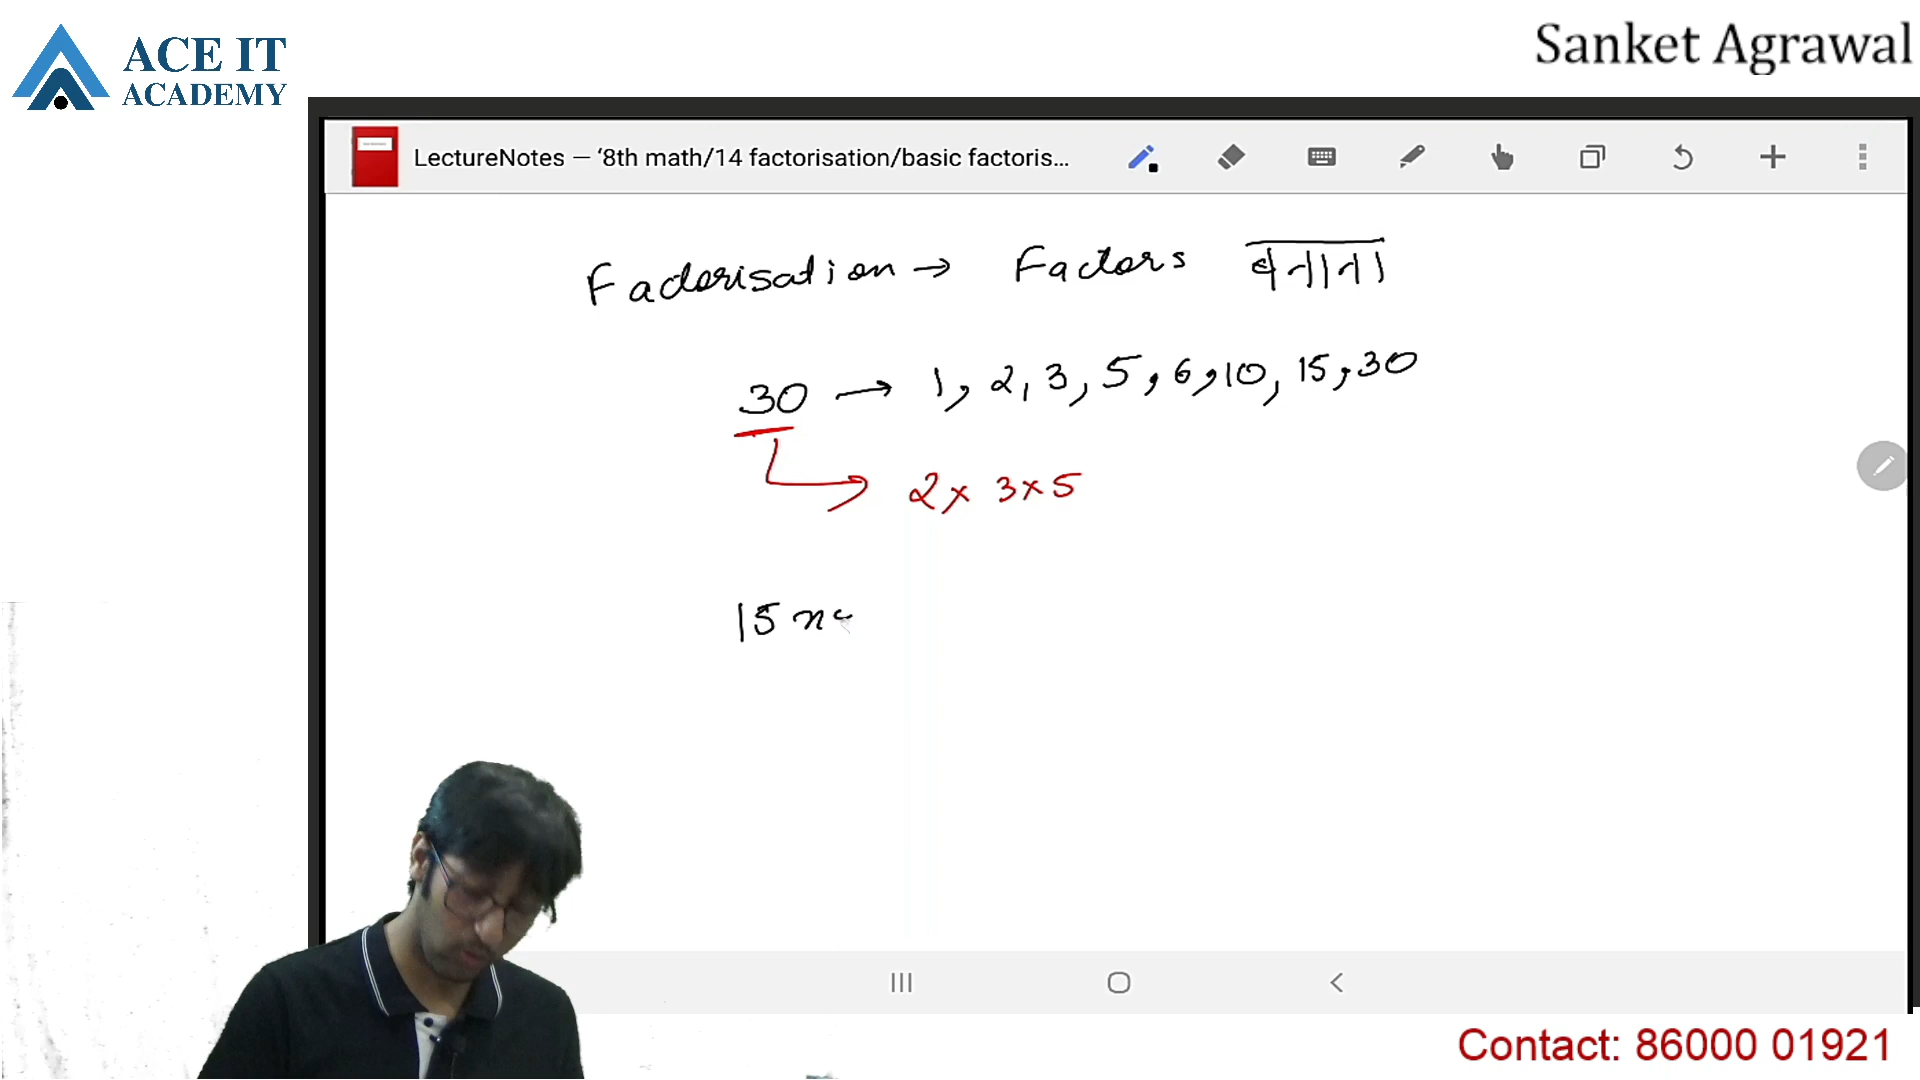 ACE IT
ACADEMY
Sanket Agrawal
LectureNotes — ‘8th math/14 factorisation/basic factoris...
Factorisation → Factors बनाना
30 → 1, 2, 3, 5, 6, 10, 15, 30
2 × 3 × 5
15 x
Contact: 86000 01921